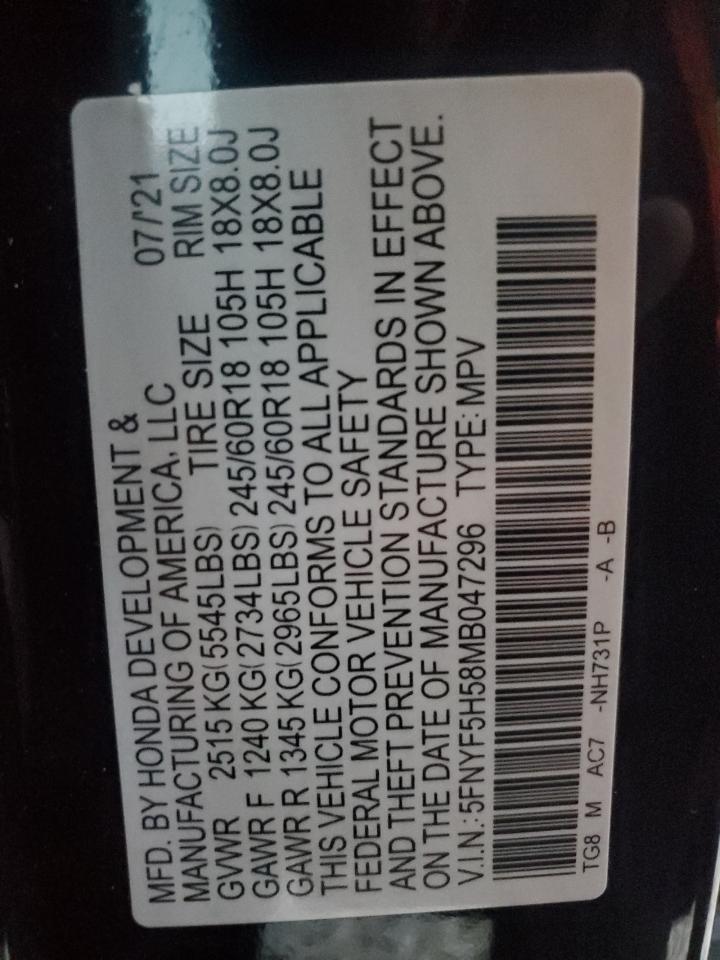 MFD. BY HONDA DEVELOPMENT &
MANUFACTURING OF AMERICA, LLC 07/'21
GVWR 2515 KG(5545LBS) TIRE SIZE RIM SIZE
GAWR F 1240 KG(2734LBS) 245/60R18 105H 18X8.0J
GAWR R 1345 KG(2965LBS) 245/60R18 105H 18X8.0J
THIS VEHICLE CONFORMS TO ALL APPLICABLE
FEDERAL MOTOR VEHICLE SAFETY
AND THEFT PREVENTION STANDARDS IN EFFECT
ON THE DATE OF MANUFACTURE SHOWN ABOVE.
V.I.N.: 5FNYF5H58MB047296 TYPE: MPV
TG8 M AC7 -NH731P -A -B